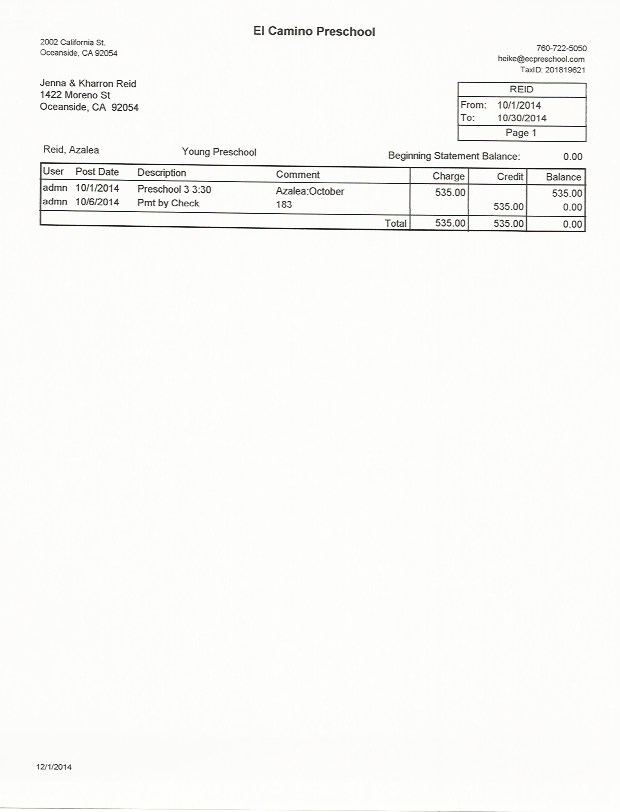 El Camino Preschool
2002 California St.
Oceanside, CA 92054
760-722-5050
heike@ecpreschool.com
TaxID: 201819621
Jenna & Kharron Reid
1422 Moreno St
Oceanside, CA 92054
REID
From: 10/1/2014
To: 10/30/2014
Page 1
Reid, Azalea Young Preschool Beginning Statement Balance: 0.00
User Post Date Description Comment Charge Credit Balance
admn 10/1/2014 Preschool 3 3:30 Azalea:October 535.00 535.00
admn 10/6/2014 Pmt by Check 183 535.00 0.00
Total 535.00 535.00 0.00
12/1/2014